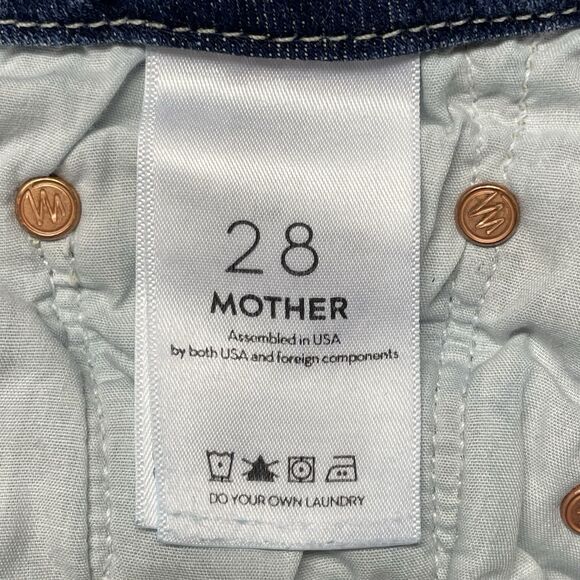 28
MOTHER
Assembled in USA
by both USA and foreign components
DO YOUR OWN LAUNDRY